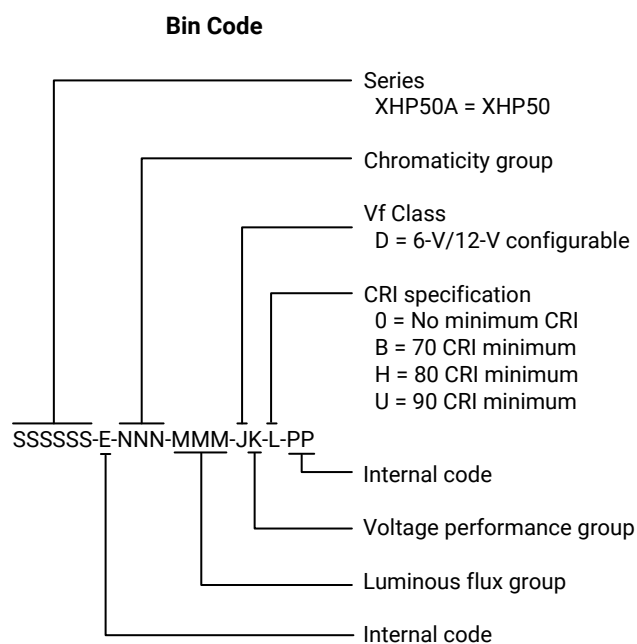 Bin Code
Series
XHP50A = XHP50
Chromaticity group
Vf Class
D = 6-V/12-V configurable
CRI specification
0 = No minimum CRI
B = 70 CRI minimum
H = 80 CRI minimum
U = 90 CRI minimum
SSSSSS-E-NNN-MMM-JK-L-PP
Internal code
Voltage performance group
Luminous flux group
Internal code